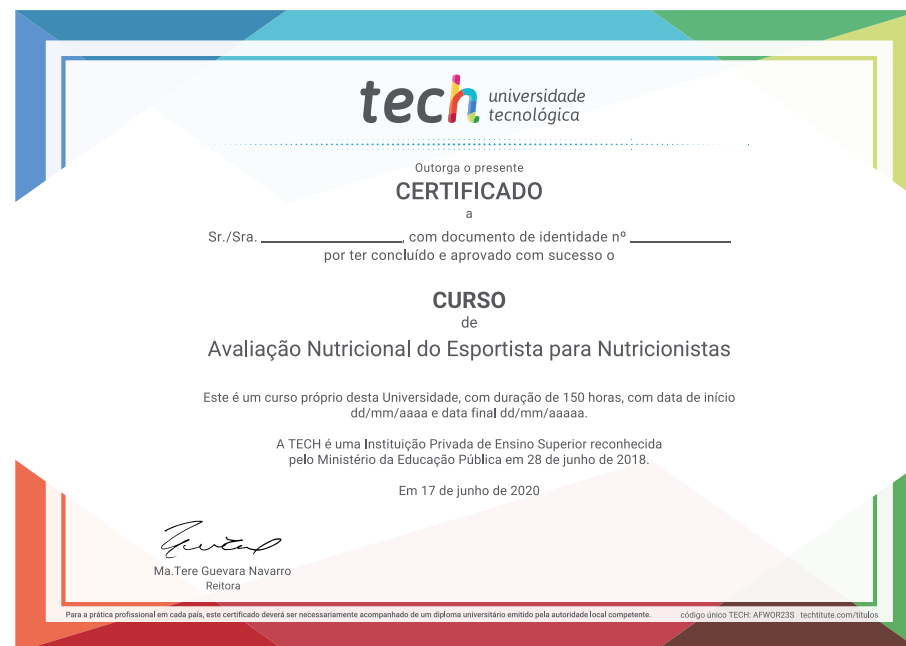 tech universidade
tecnológica
Outorga o presente
CERTIFICADO
a
Sr./Sra. ____________________, com documento de identidade nº ______________
por ter concluído e aprovado com sucesso o
CURSO
de
Avaliação Nutricional do Esportista para Nutricionistas
Este é um curso próprio desta Universidade, com duração de 150 horas, com data de início
dd/mm/aaaa e data final dd/mm/aaaaa.
A TECH é uma Instituição Privada de Ensino Superior reconhecida
pelo Ministério da Educação Pública em 28 de junho de 2018.
Em 17 de junho de 2020
Ma.Tere Guevara Navarro
Reitora
Para a prática profissional em cada país, este certificado deverá ser necessariamente acompanhado de um diploma universitário emitido pela autoridade local competente. código único TECH: AFWOR23S techtitute.com/titulos